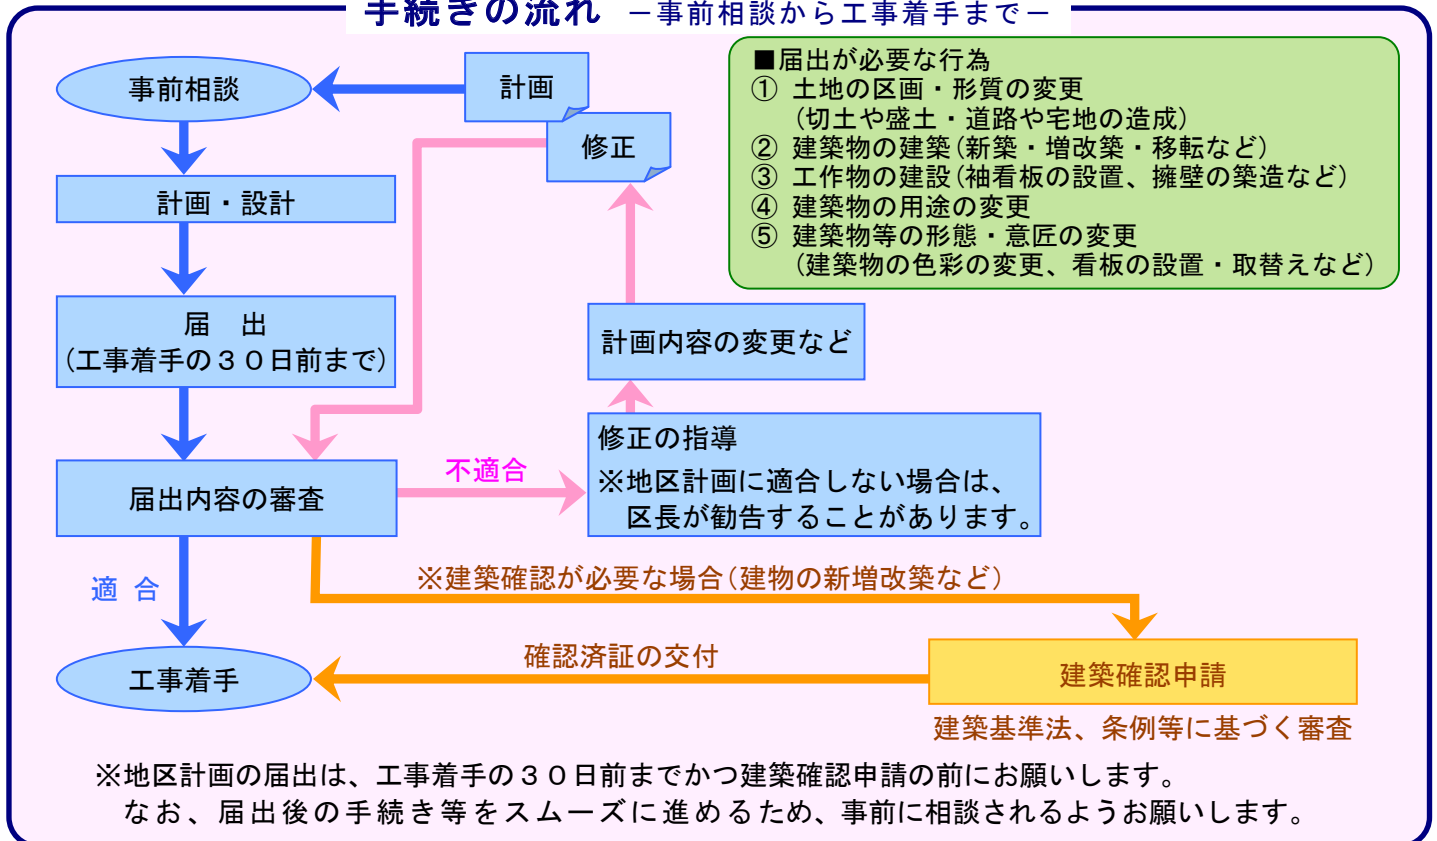 手続きの流れ －事前相談から工事着手まで－
事前相談
計画
修正
計画・設計
届　出
(工事着手の３０日前まで)
届出内容の審査
不適合
修正の指導
※地区計画に適合しない場合は、
区長が勧告することがあります。
計画内容の変更など
■届出が必要な行為
① 土地の区画・形質の変更
(切土や盛土・道路や宅地の造成)
② 建築物の建築(新築・増改築・移転など)
③ 工作物の建設(袖看板の設置、擁壁の築造など)
④ 建築物の用途の変更
⑤ 建築物等の形態・意匠の変更
(建築物の色彩の変更、看板の設置・取替えなど)
適 合
※建築確認が必要な場合(建物の新増改築など)
工事着手
確認済証の交付
建築確認申請
建築基準法、条例等に基づく審査
※地区計画の届出は、工事着手の３０日前までかつ建築確認申請の前にお願いします。
なお、届出後の手続き等をスムーズに進めるため、事前に相談されるようお願いします。